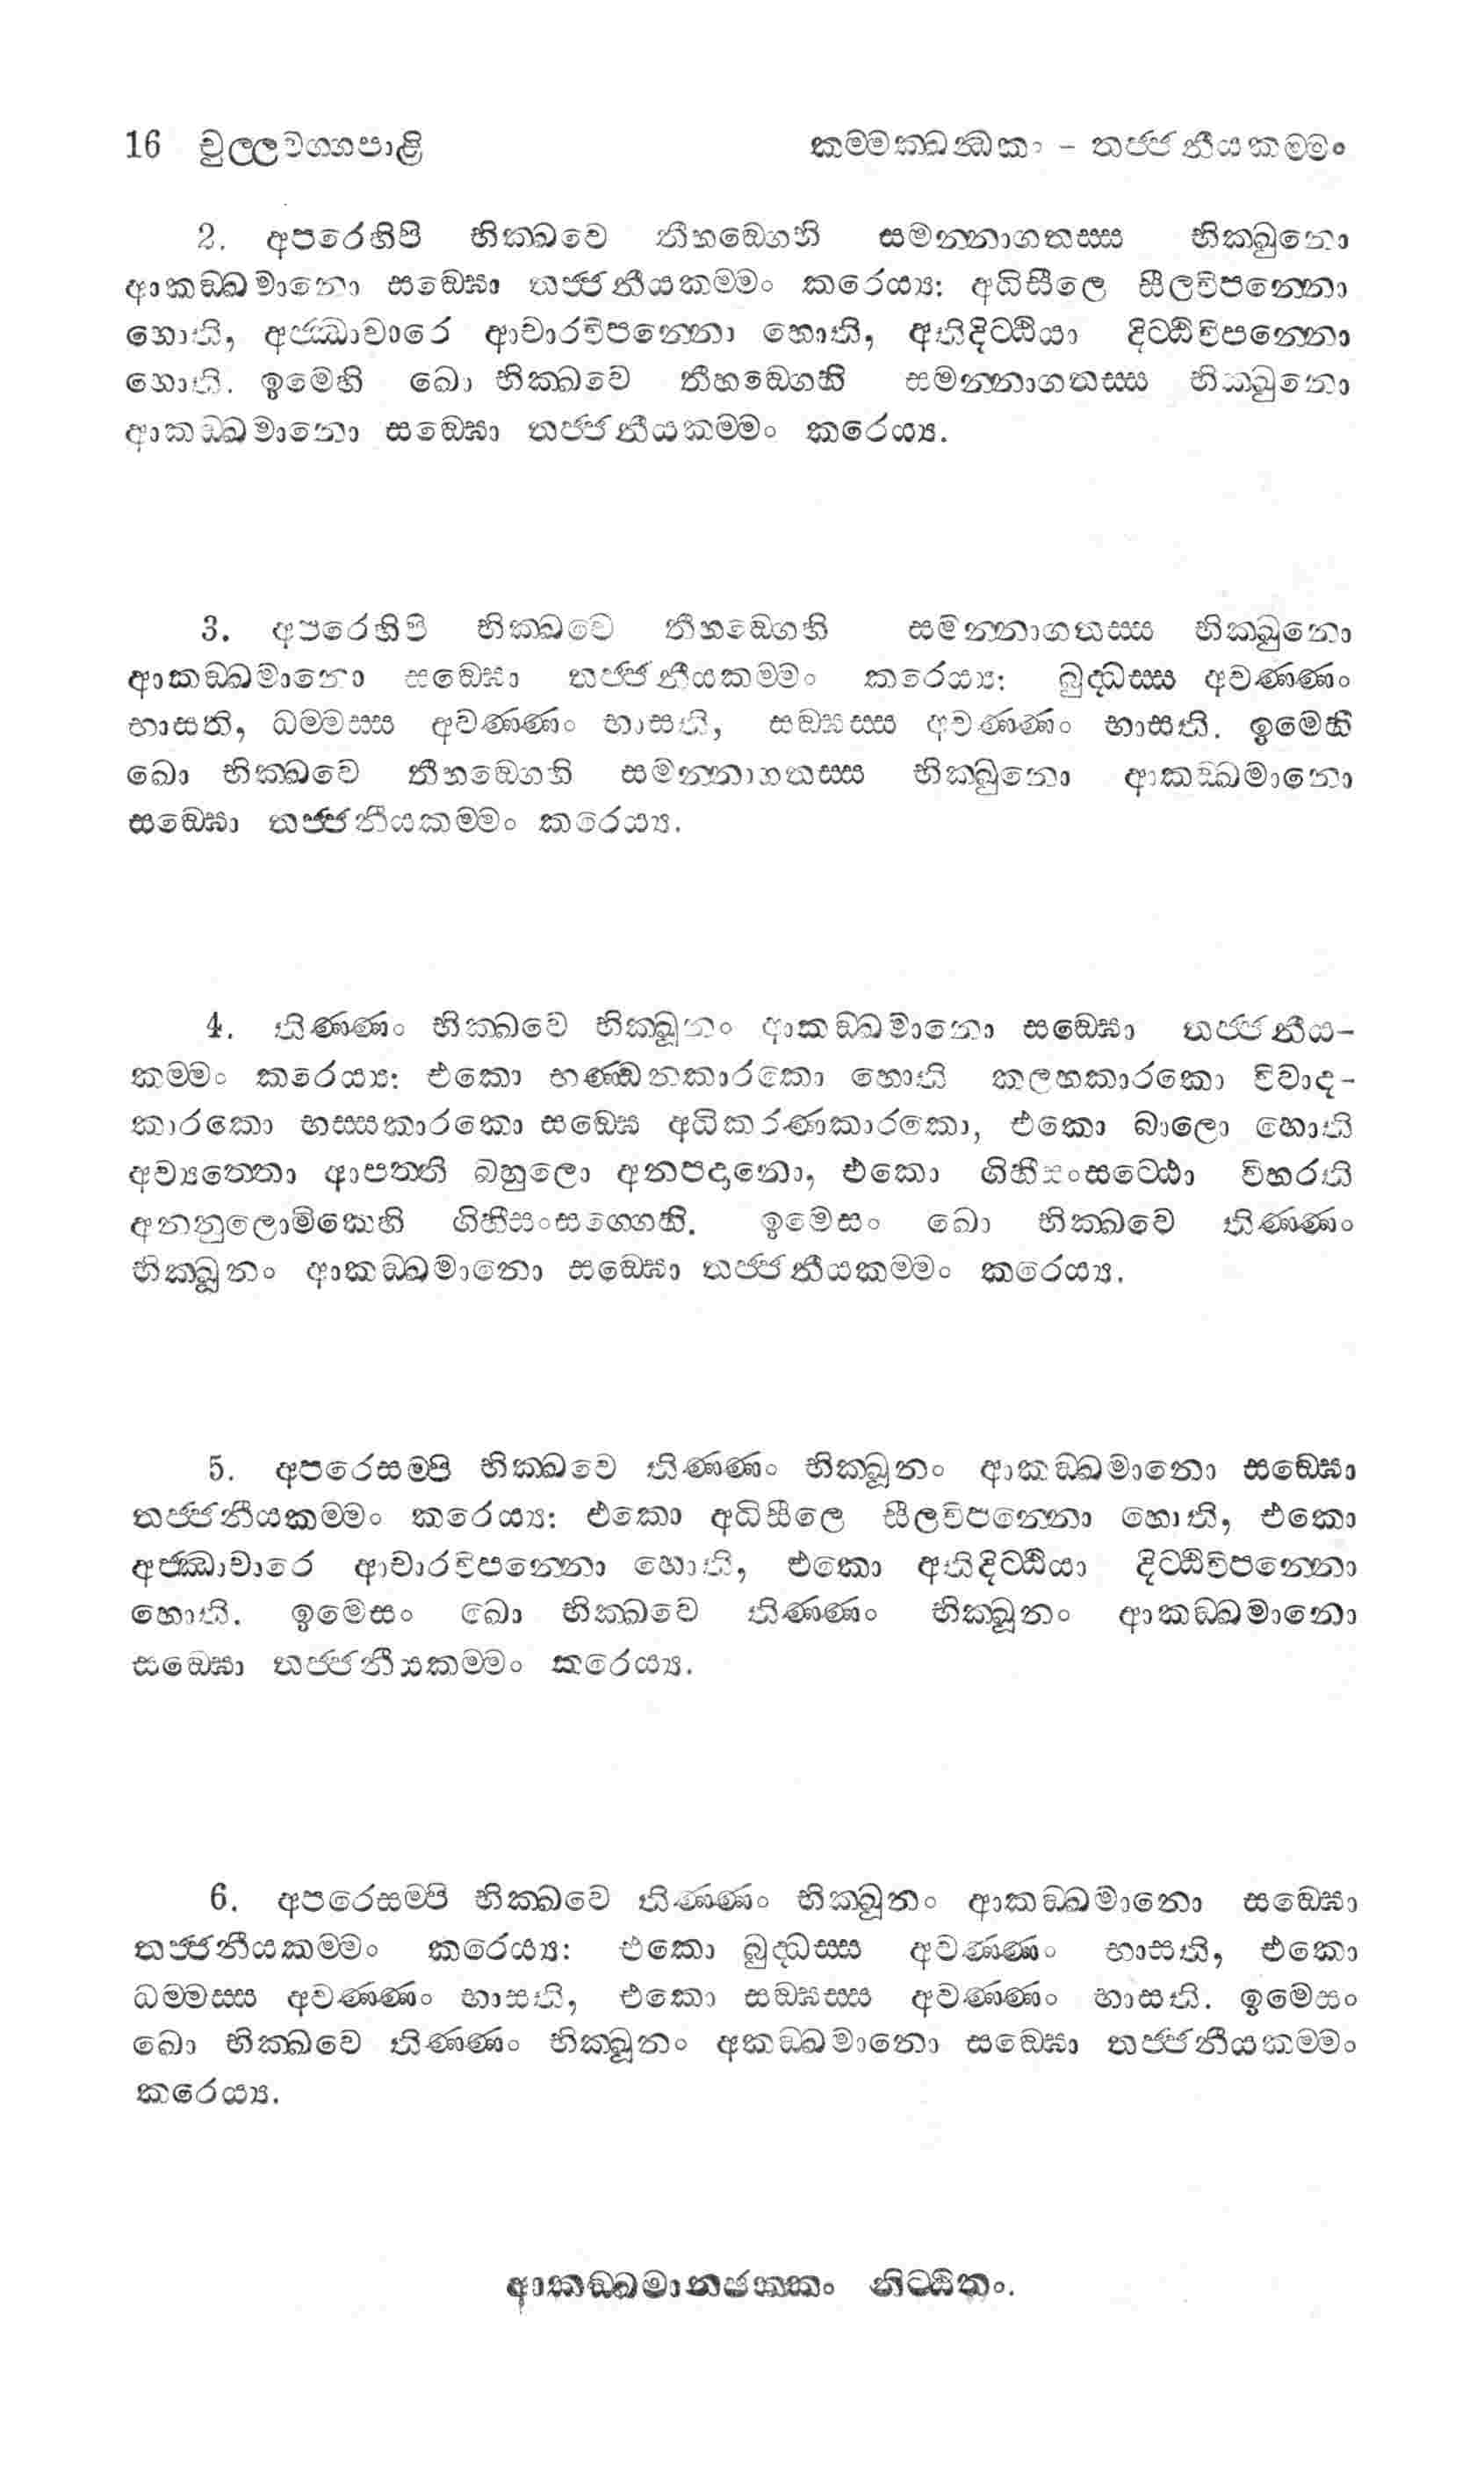 16 චුල්ලවග්ගපාළි කම්මක්ඛන්ධකං – තජ්ජනීයකම්මං
2. අපරෙහිපි භික්ඛවෙ තීහඞ්ගෙහි සමන්නාගතස්ස භික්ඛුනො
ආකඞ්ඛමානො සඞ්ඝො තජ්ජනීයකම්මං කරෙය්‍ය: අධිසීලෙ සීලවිපන්නො
හොති, අජ්ඣාචාරෙ ආචාරවිපන්නො හොති, අතිදිට්ඨියා දිට්ඨිවිපන්නො
හොති. ඉමෙහි ඛො භික්ඛවෙ තීහඞ්ගෙහි සමන්නාගතස්ස භික්ඛුනො
ආකඞ්ඛමානො සඞ්ඝො තජ්ජනීයකම්මං කරෙය්‍ය.
3. අපරෙහිපි භික්ඛවෙ තීහඞ්ගෙහි සමන්නාගතස්ස භික්ඛුනො
ආකඞ්ඛමානො සඞ්ඝො තජ්ජනීයකම්මං කරෙය්‍ය: බුද්ධස්ස අවණ්ණං
භාසති, ධම්මස්ස අවණ්ණං භාසති, සඞ්ඝස්ස අවණ්ණං භාසති. ඉමෙහි
ඛො භික්ඛවෙ තීහඞ්ගෙහි සමන්නාගතස්ස භික්ඛුනො ආකඞ්ඛමානො
සඞ්ඝො තජ්ජනීයකම්මං කරෙය්‍ය.
4. තිණ්ණං භික්ඛවෙ භික්ඛූනං ආකඞ්ඛමානො සඞ්ඝො තජ්ජනීය-
කම්මං කරෙය්‍ය: එකො භණ්ඩනකාරකො හොති කලහකාරකො විවාද-
කාරකො භස්සකාරකො සඞ්ඝෙ අධිකරණකාරකො, එකො බාලො හොති
අව්‍යත්තො ආපත්ති බහුලො අනපදානො, එකො ගිහීසංසට්ඨො විහරති
අනනුලොමිකෙහි ගිහීසංසග්ගෙහි. ඉමෙසං ඛො භික්ඛවෙ තිණ්ණං
භික්ඛූනං ආකඞ්ඛමානො සඞ්ඝො තජ්ජනීයකම්මං කරෙය්‍ය.
5. අපරෙසම්පි භික්ඛවෙ තිණ්ණං භික්ඛූනං ආකඞ්ඛමානො සඞ්ඝො
තජ්ජනීයකම්මං කරෙය්‍ය: එකො අධිසීලෙ සීලවිපන්නො හොති, එකො
අජ්ඣාචාරෙ ආචාරවිපන්නො හොති, එකො අතිදිට්ඨියා දිට්ඨිවිපන්නො
හොති. ඉමෙසං ඛො භික්ඛවෙ තිණ්ණං භික්ඛූනං ආකඞ්ඛමානො
සඞ්ඝො තජ්ජනීයකම්මං කරෙය්‍ය.
6. අපරෙසම්පි භික්ඛවෙ තිණ්ණං භික්ඛූනං ආකඞ්ඛමානො සඞ්ඝො
තජ්ජනීයකම්මං කරෙය්‍ය: එකො බුද්ධස්ස අවණ්ණං භාසති, එකො
ධම්මස්ස අවණ්ණං භාසති, එකො සඞ්ඝස්ස අවණ්ණං භාසති. ඉමෙසං
ඛො භික්ඛවෙ තිණ්ණං භික්ඛූනං අකඞ්ඛමානො සඞ්ඝො තජ්ජනීයකම්මං
කරෙය්‍ය.
ආකඞ්ඛමානඡක්කං නිට්ඨිතං.